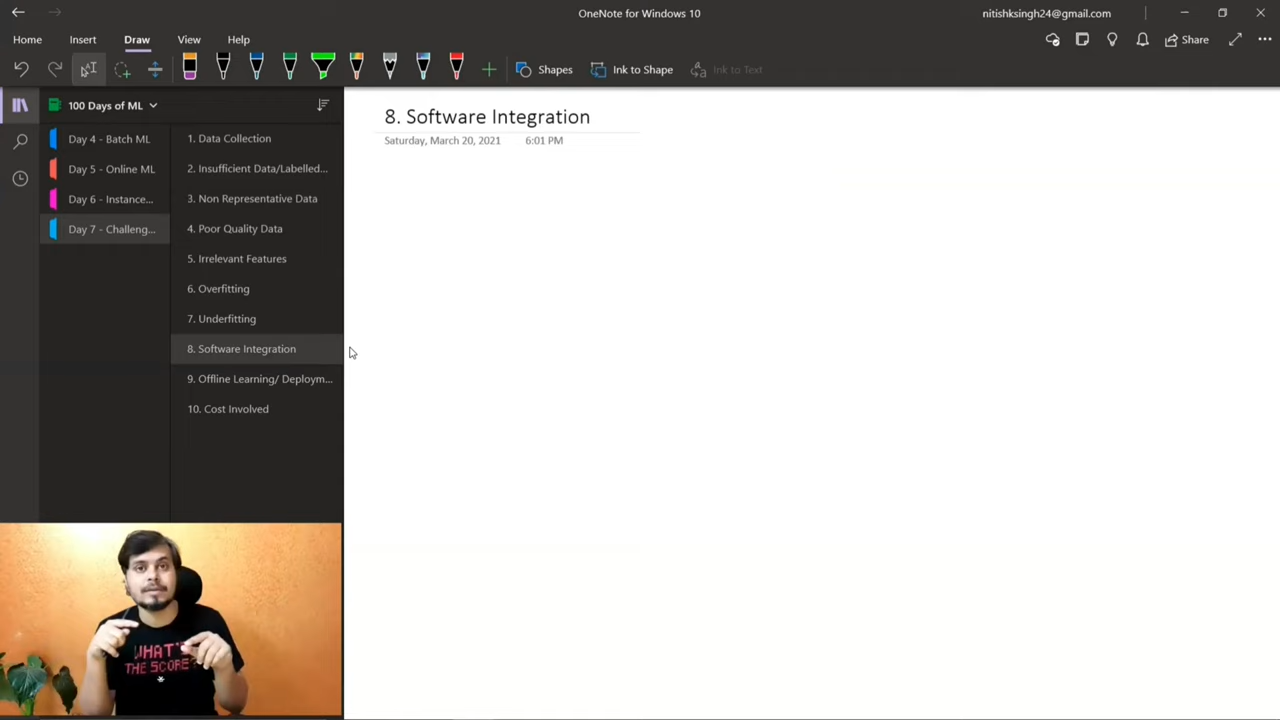 OneNote for Windows 10
nitishksingh24@gmail.com
Home
Insert
Draw
View
Help
Share
Shapes
Ink to Shape
Ink to Text
100 Days of ML
Day 4 - Batch ML
Day 5 - Online ML
Day 6 - Instance...
Day 7 - Challeng...
1. Data Collection
2. Insufficient Data/Labelled...
3. Non Representative Data
4. Poor Quality Data
5. Irrelevant Features
6. Overfitting
7. Underfitting
8. Software Integration
9. Offline Learning/ Deploym...
10. Cost Involved
8. Software Integration
Saturday, March 20, 2021 6:01 PM
WHAT'S
THE SCORE?